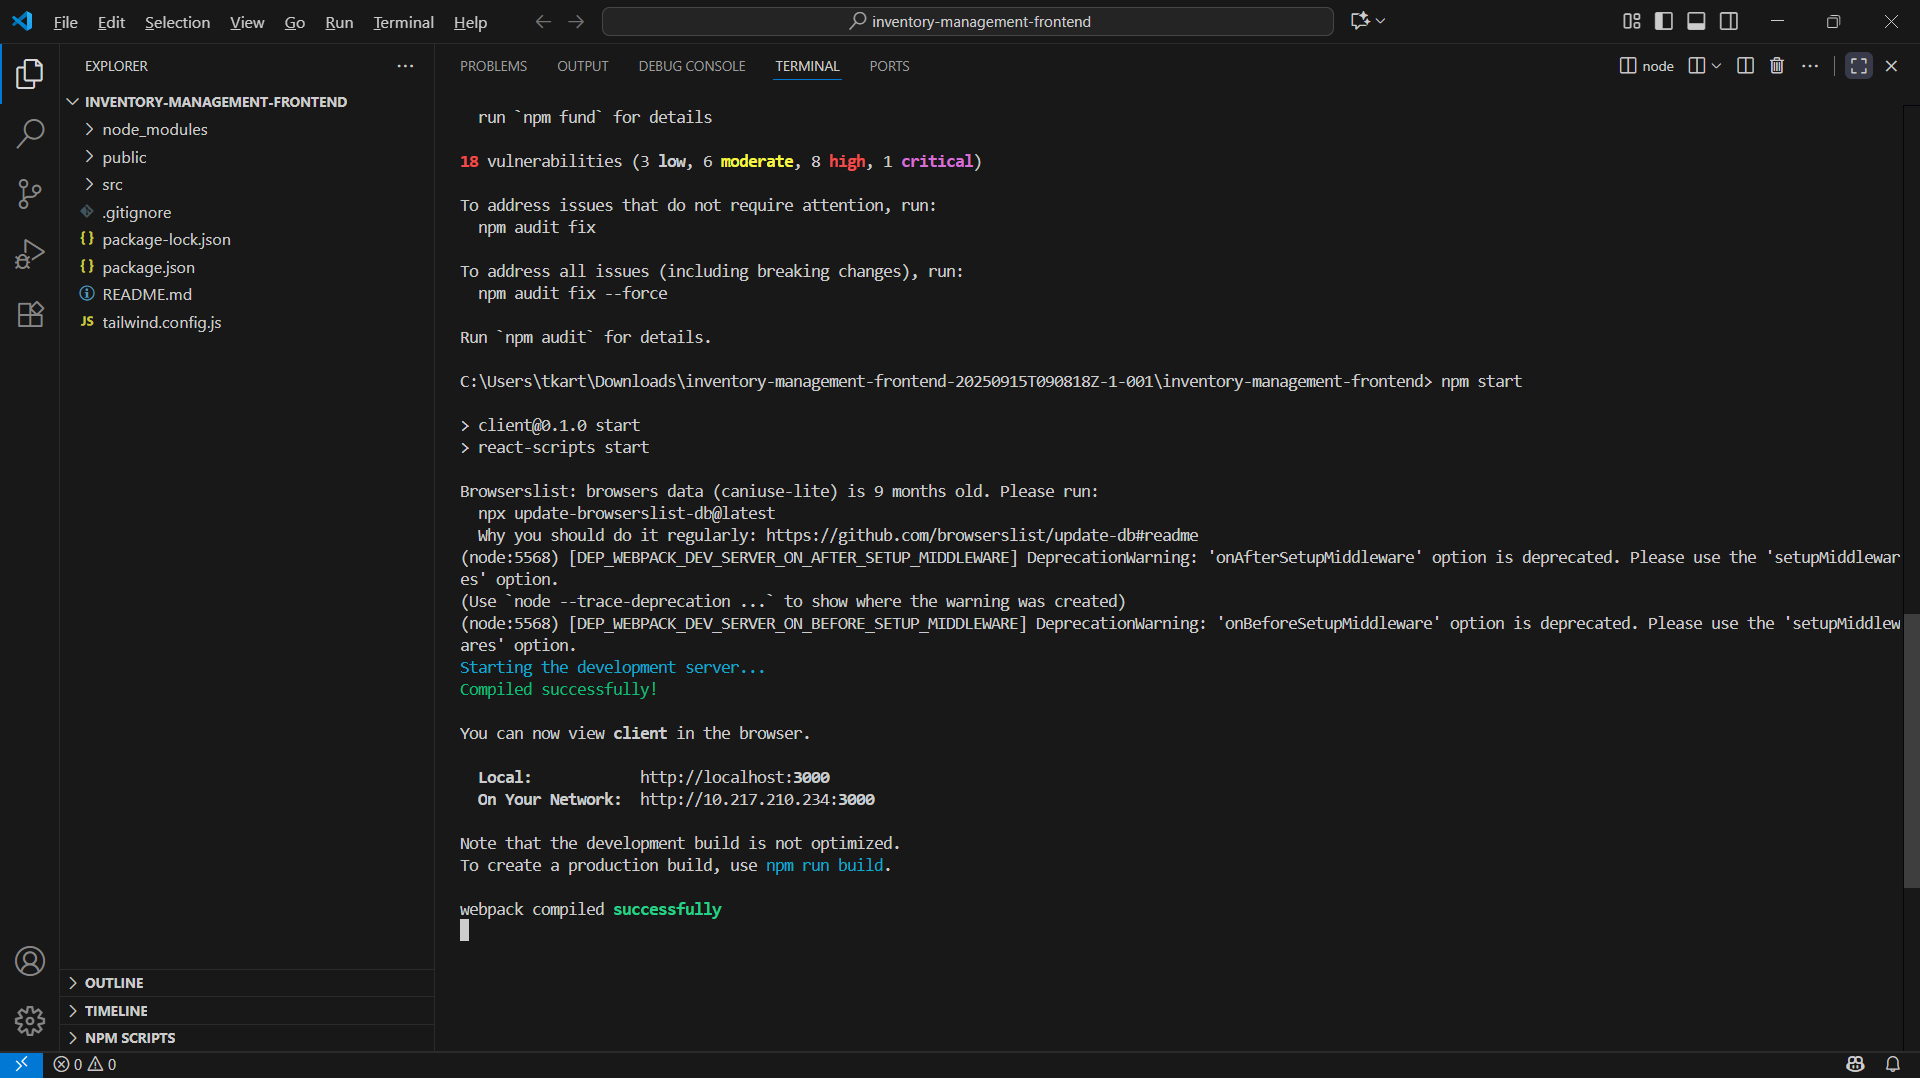 File Edit Selection View Go Run Terminal Help
inventory-management-frontend
EXPLORER
INVENTORY-MANAGEMENT-FRONTEND
node_modules
public
src
.gitignore
{} package-lock.json
{} package.json
README.md
JS tailwind.config.js
OUTLINE
TIMELINE
NPM SCRIPTS
PROBLEMS OUTPUT DEBUG CONSOLE TERMINAL PORTS
node
run `npm fund` for details
18 vulnerabilities (3 low, 6 moderate, 8 high, 1 critical)
To address issues that do not require attention, run:
npm audit fix
To address all issues (including breaking changes), run:
npm audit fix --force
Run `npm audit` for details.
C:\Users\tkart\Downloads\inventory-management-frontend-20250915T090818Z-1-001\inventory-management-frontend> npm start
> client@0.1.0 start
> react-scripts start
Browserslist: browsers data (caniuse-lite) is 9 months old. Please run:
npx update-browserslist-db@latest
Why you should do it regularly: https://github.com/browserslist/update-db#readme
(node:5568) [DEP_WEBPACK_DEV_SERVER_ON_AFTER_SETUP_MIDDLEWARE] DeprecationWarning: 'onAfterSetupMiddleware' option is deprecated. Please use the 'setupMiddlewar
es' option.
(Use `node --trace-deprecation ...` to show where the warning was created)
(node:5568) [DEP_WEBPACK_DEV_SERVER_ON_BEFORE_SETUP_MIDDLEWARE] DeprecationWarning: 'onBeforeSetupMiddleware' option is deprecated. Please use the 'setupMiddlew
ares' option.
Starting the development server...
Compiled successfully!
You can now view client in the browser.
Local: http://localhost:3000
On Your Network: http://10.217.210.234:3000
Note that the development build is not optimized.
To create a production build, use npm run build.
webpack compiled successfully
0 0